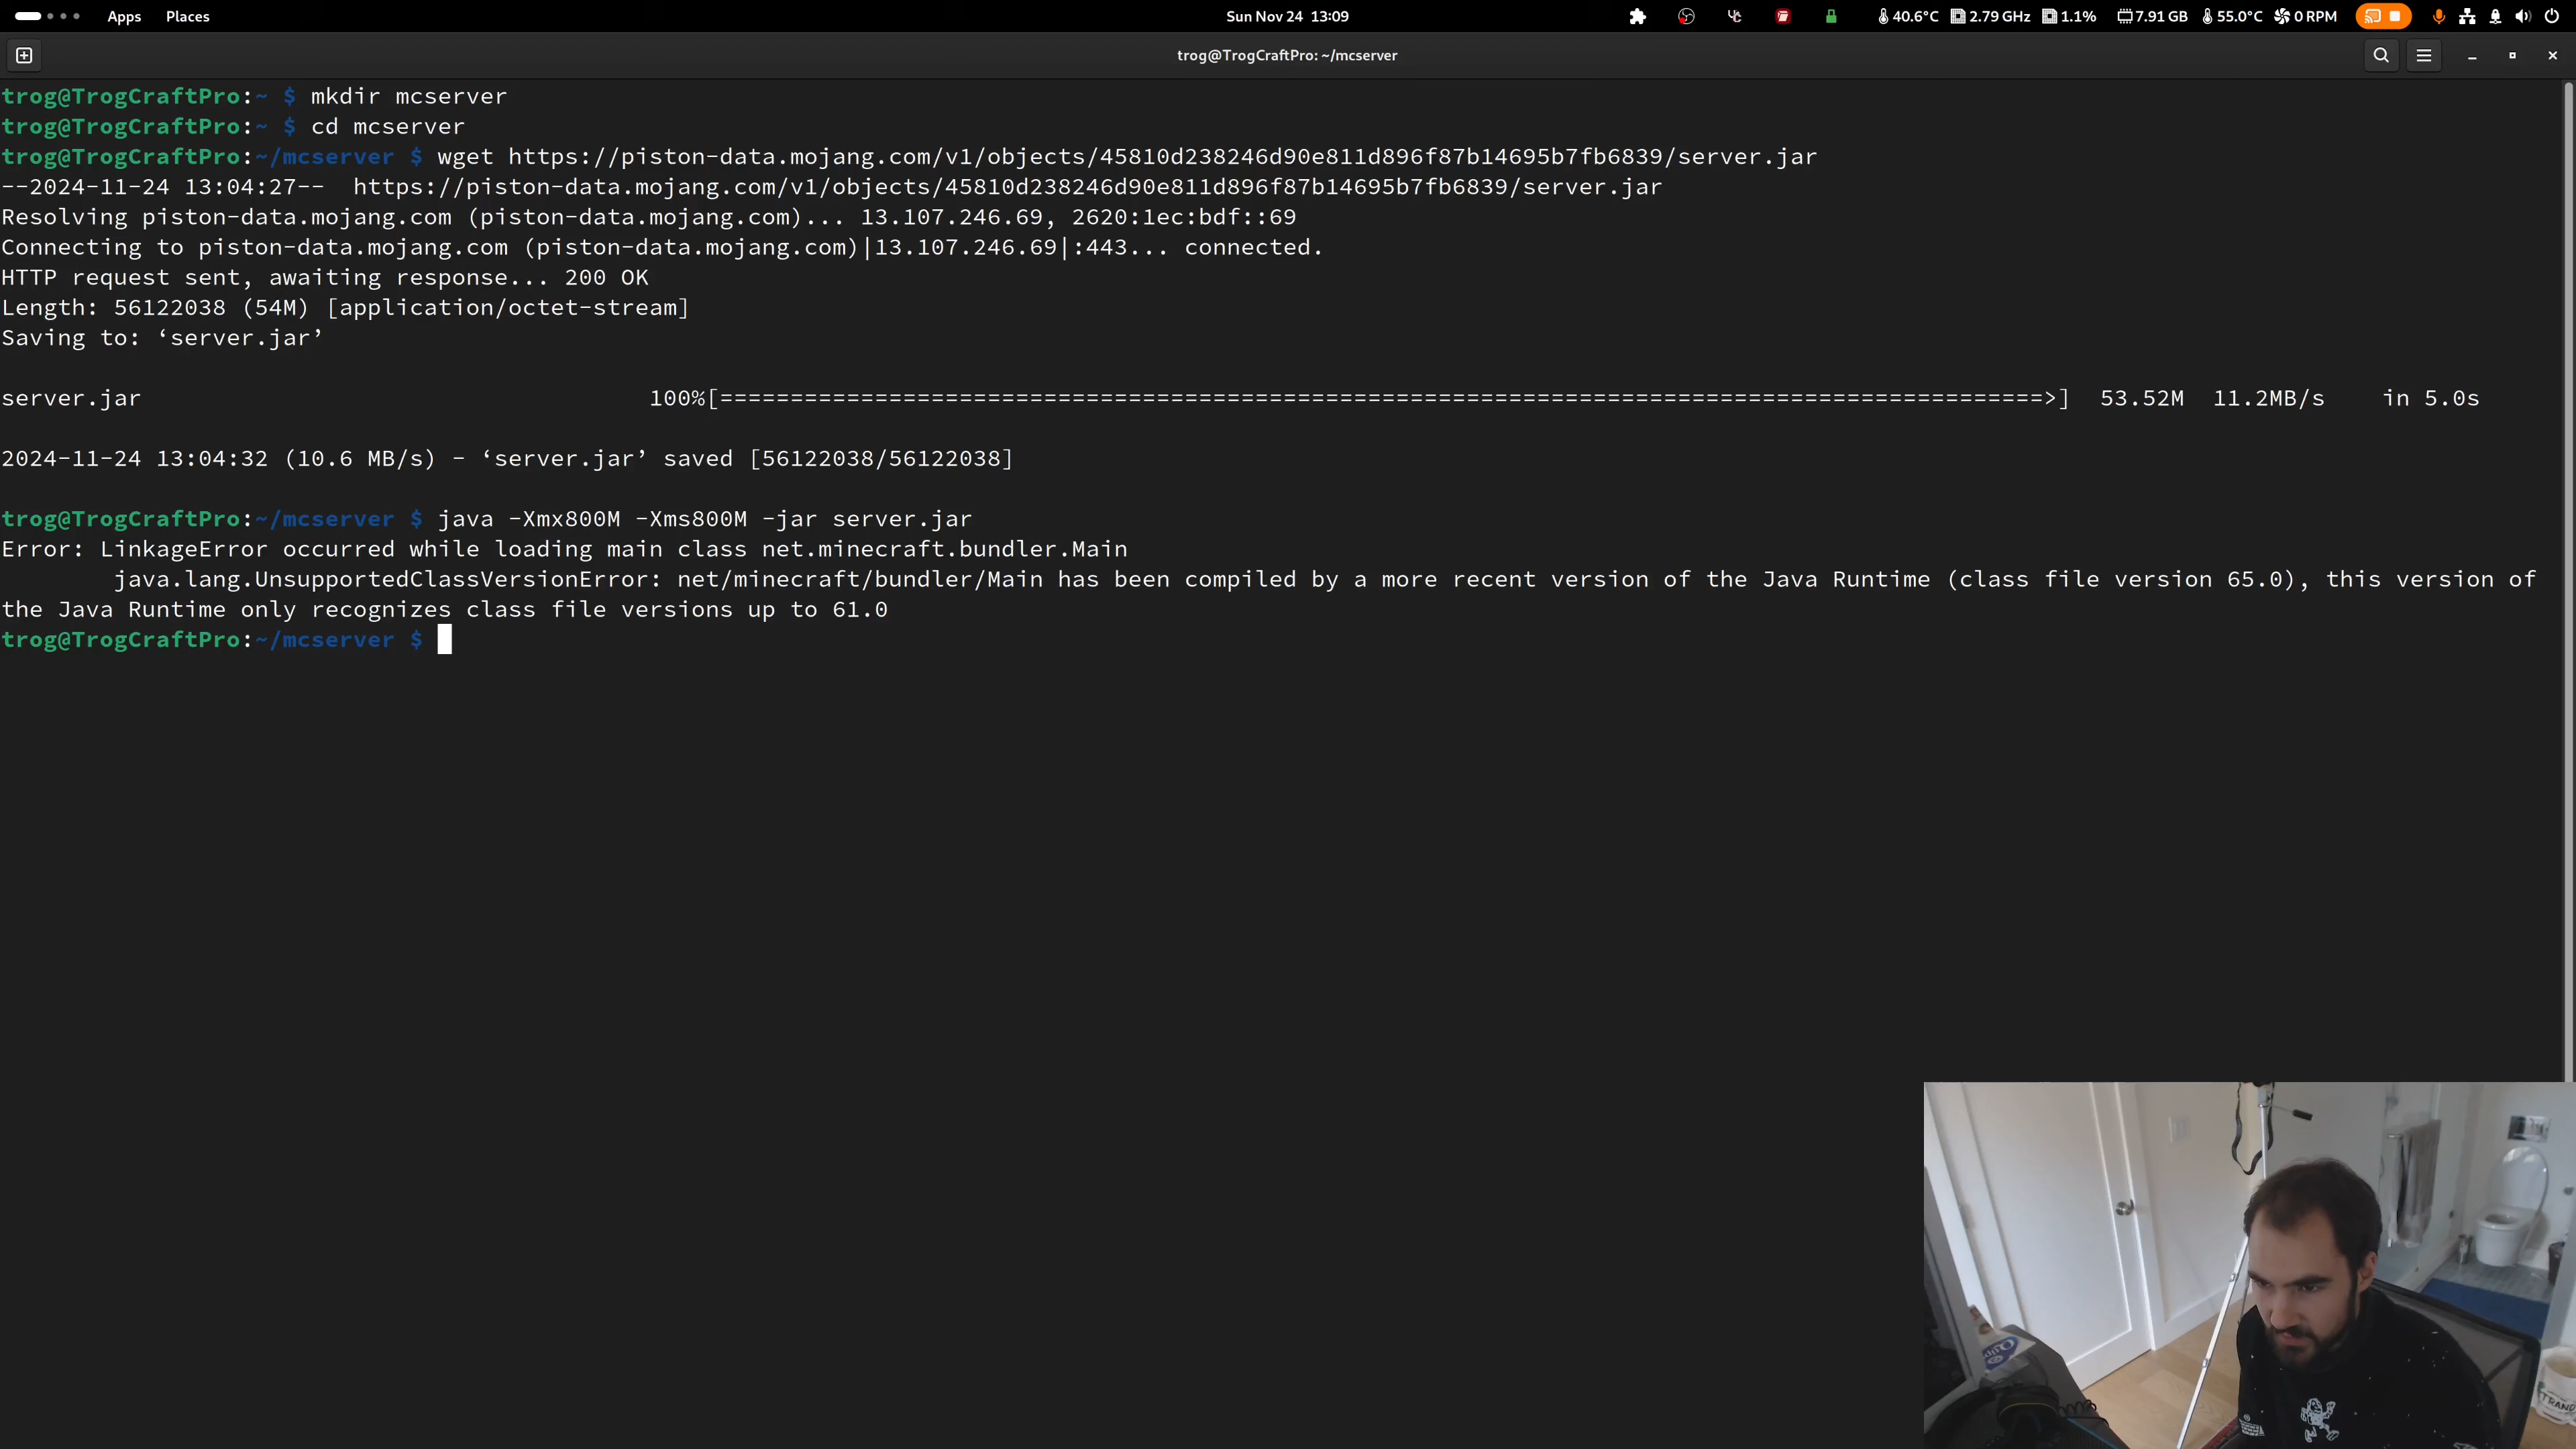 Apps Places Sun Nov 24 13:09 40.6°C 2.79 GHz 1.1% 7.91 GB 55.0°C 0 RPM
trog@TrogCraftPro: ~/mcserver
trog@TrogCraftPro:~ $ mkdir mcserver
trog@TrogCraftPro:~ $ cd mcserver
trog@TrogCraftPro:~/mcserver $ wget https://piston-data.mojang.com/v1/objects/45810d238246d90e811d896f87b14695b7fb6839/server.jar
--2024-11-24 13:04:27--  https://piston-data.mojang.com/v1/objects/45810d238246d90e811d896f87b14695b7fb6839/server.jar
Resolving piston-data.mojang.com (piston-data.mojang.com)... 13.107.246.69, 2620:1ec:bdf::69
Connecting to piston-data.mojang.com (piston-data.mojang.com)|13.107.246.69|:443... connected.
HTTP request sent, awaiting response... 200 OK
Length: 56122038 (54M) [application/octet-stream]
Saving to: ‘server.jar’
server.jar 100%[==============================================================================================>] 53.52M 11.2MB/s in 5.0s
2024-11-24 13:04:32 (10.6 MB/s) - ‘server.jar’ saved [56122038/56122038]
trog@TrogCraftPro:~/mcserver $ java -Xmx800M -Xms800M -jar server.jar
Error: LinkageError occurred while loading main class net.minecraft.bundler.Main
java.lang.UnsupportedClassVersionError: net/minecraft/bundler/Main has been compiled by a more recent version of the Java Runtime (class file version 65.0), this version of
the Java Runtime only recognizes class file versions up to 61.0
trog@TrogCraftPro:~/mcserver $